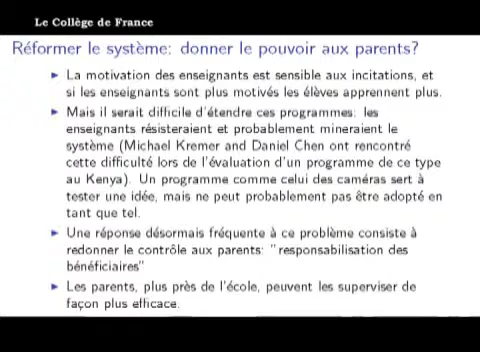 Le Collège de France
Réformer le système: donner le pouvoir aux parents?
► La motivation des enseignants est sensible aux incitations, et
si les enseignants sont plus motivés les élèves apprennent plus.
► Mais il serait difficile d'étendre ces programmes: les
enseignants résisteraient et probablement mineraient le
système (Michael Kremer and Daniel Chen ont rencontré
cette difficulté lors de l'évaluation d'un programme de ce type
au Kenya). Un programme comme celui des caméras sert à
tester une idée, mais ne peut probablement pas être adopté en
tant que tel.
► Une réponse désormais fréquente à ce problème consiste à
redonner le contrôle aux parents: "responsabilisation des
bénéficiaires"
► Les parents, plus près de l'école, peuvent les superviser de
façon plus efficace.